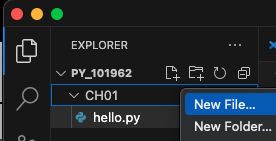 EXPLORER
PY_101962
CH01
hello.py
New File...
New Folder...